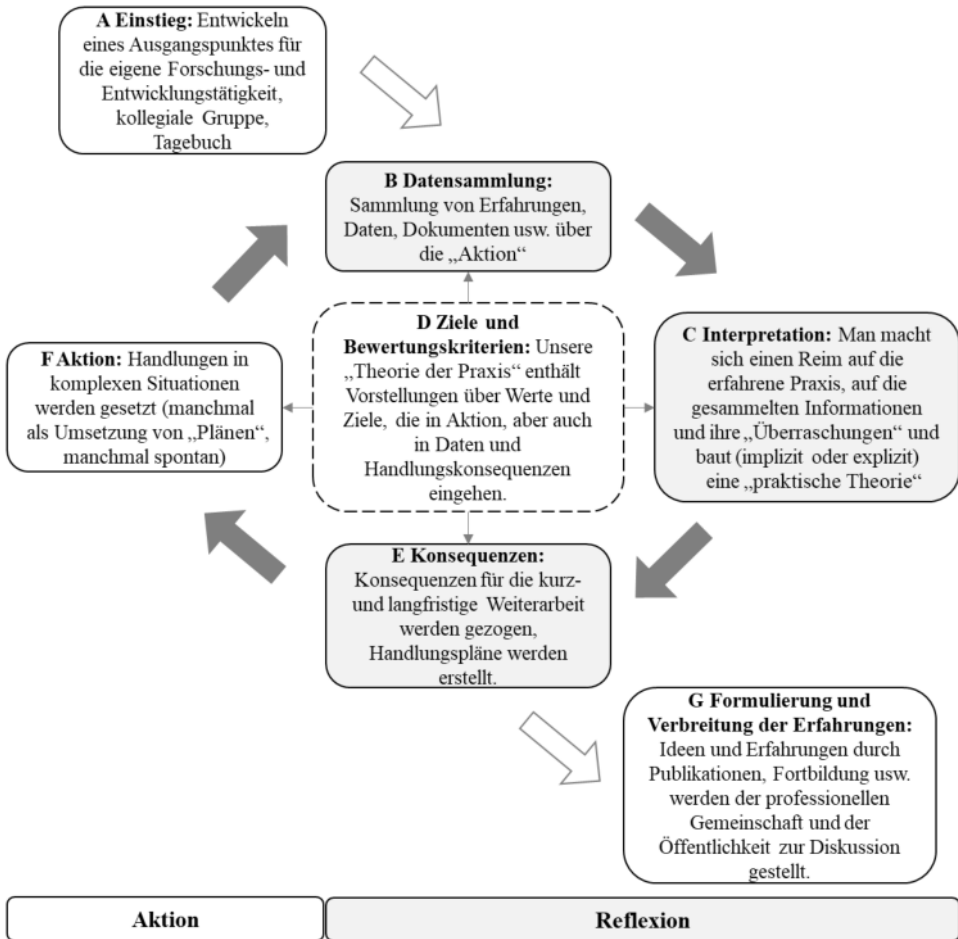 A Einstieg: Entwickeln
eines Ausgangspunktes für
die eigene Forschungs- und
Entwicklungstätigkeit,
kollegiale Gruppe,
Tagebuch
B Datensammlung:
Sammlung von Erfahrungen,
Daten, Dokumenten usw. über
die „Aktion“
D Ziele und
Bewertungskriterien: Unsere
„Theorie der Praxis“ enthält
Vorstellungen über Werte und
Ziele, die in Aktion, aber auch
in Daten und
Handlungskonsequenzen
eingehen.
F Aktion: Handlungen in
komplexen Situationen
werden gesetzt (manchmal
als Umsetzung von „Plänen“,
manchmal spontan)
C Interpretation: Man macht
sich einen Reim auf die
erfahrene Praxis, auf die
gesammelten Informationen
und ihre „Überraschungen“ und
baut (implizit oder explizit)
eine „praktische Theorie“
E Konsequenzen:
Konsequenzen für die kurz-
und langfristige Weiterarbeit
werden gezogen,
Handlungspläne werden
erstellt.
G Formulierung und
Verbreitung der Erfahrungen:
Ideen und Erfahrungen durch
Publikationen, Fortbildung usw.
werden der professionellen
Gemeinschaft und der
Öffentlichkeit zur Diskussion
gestellt.
Aktion
Reflexion